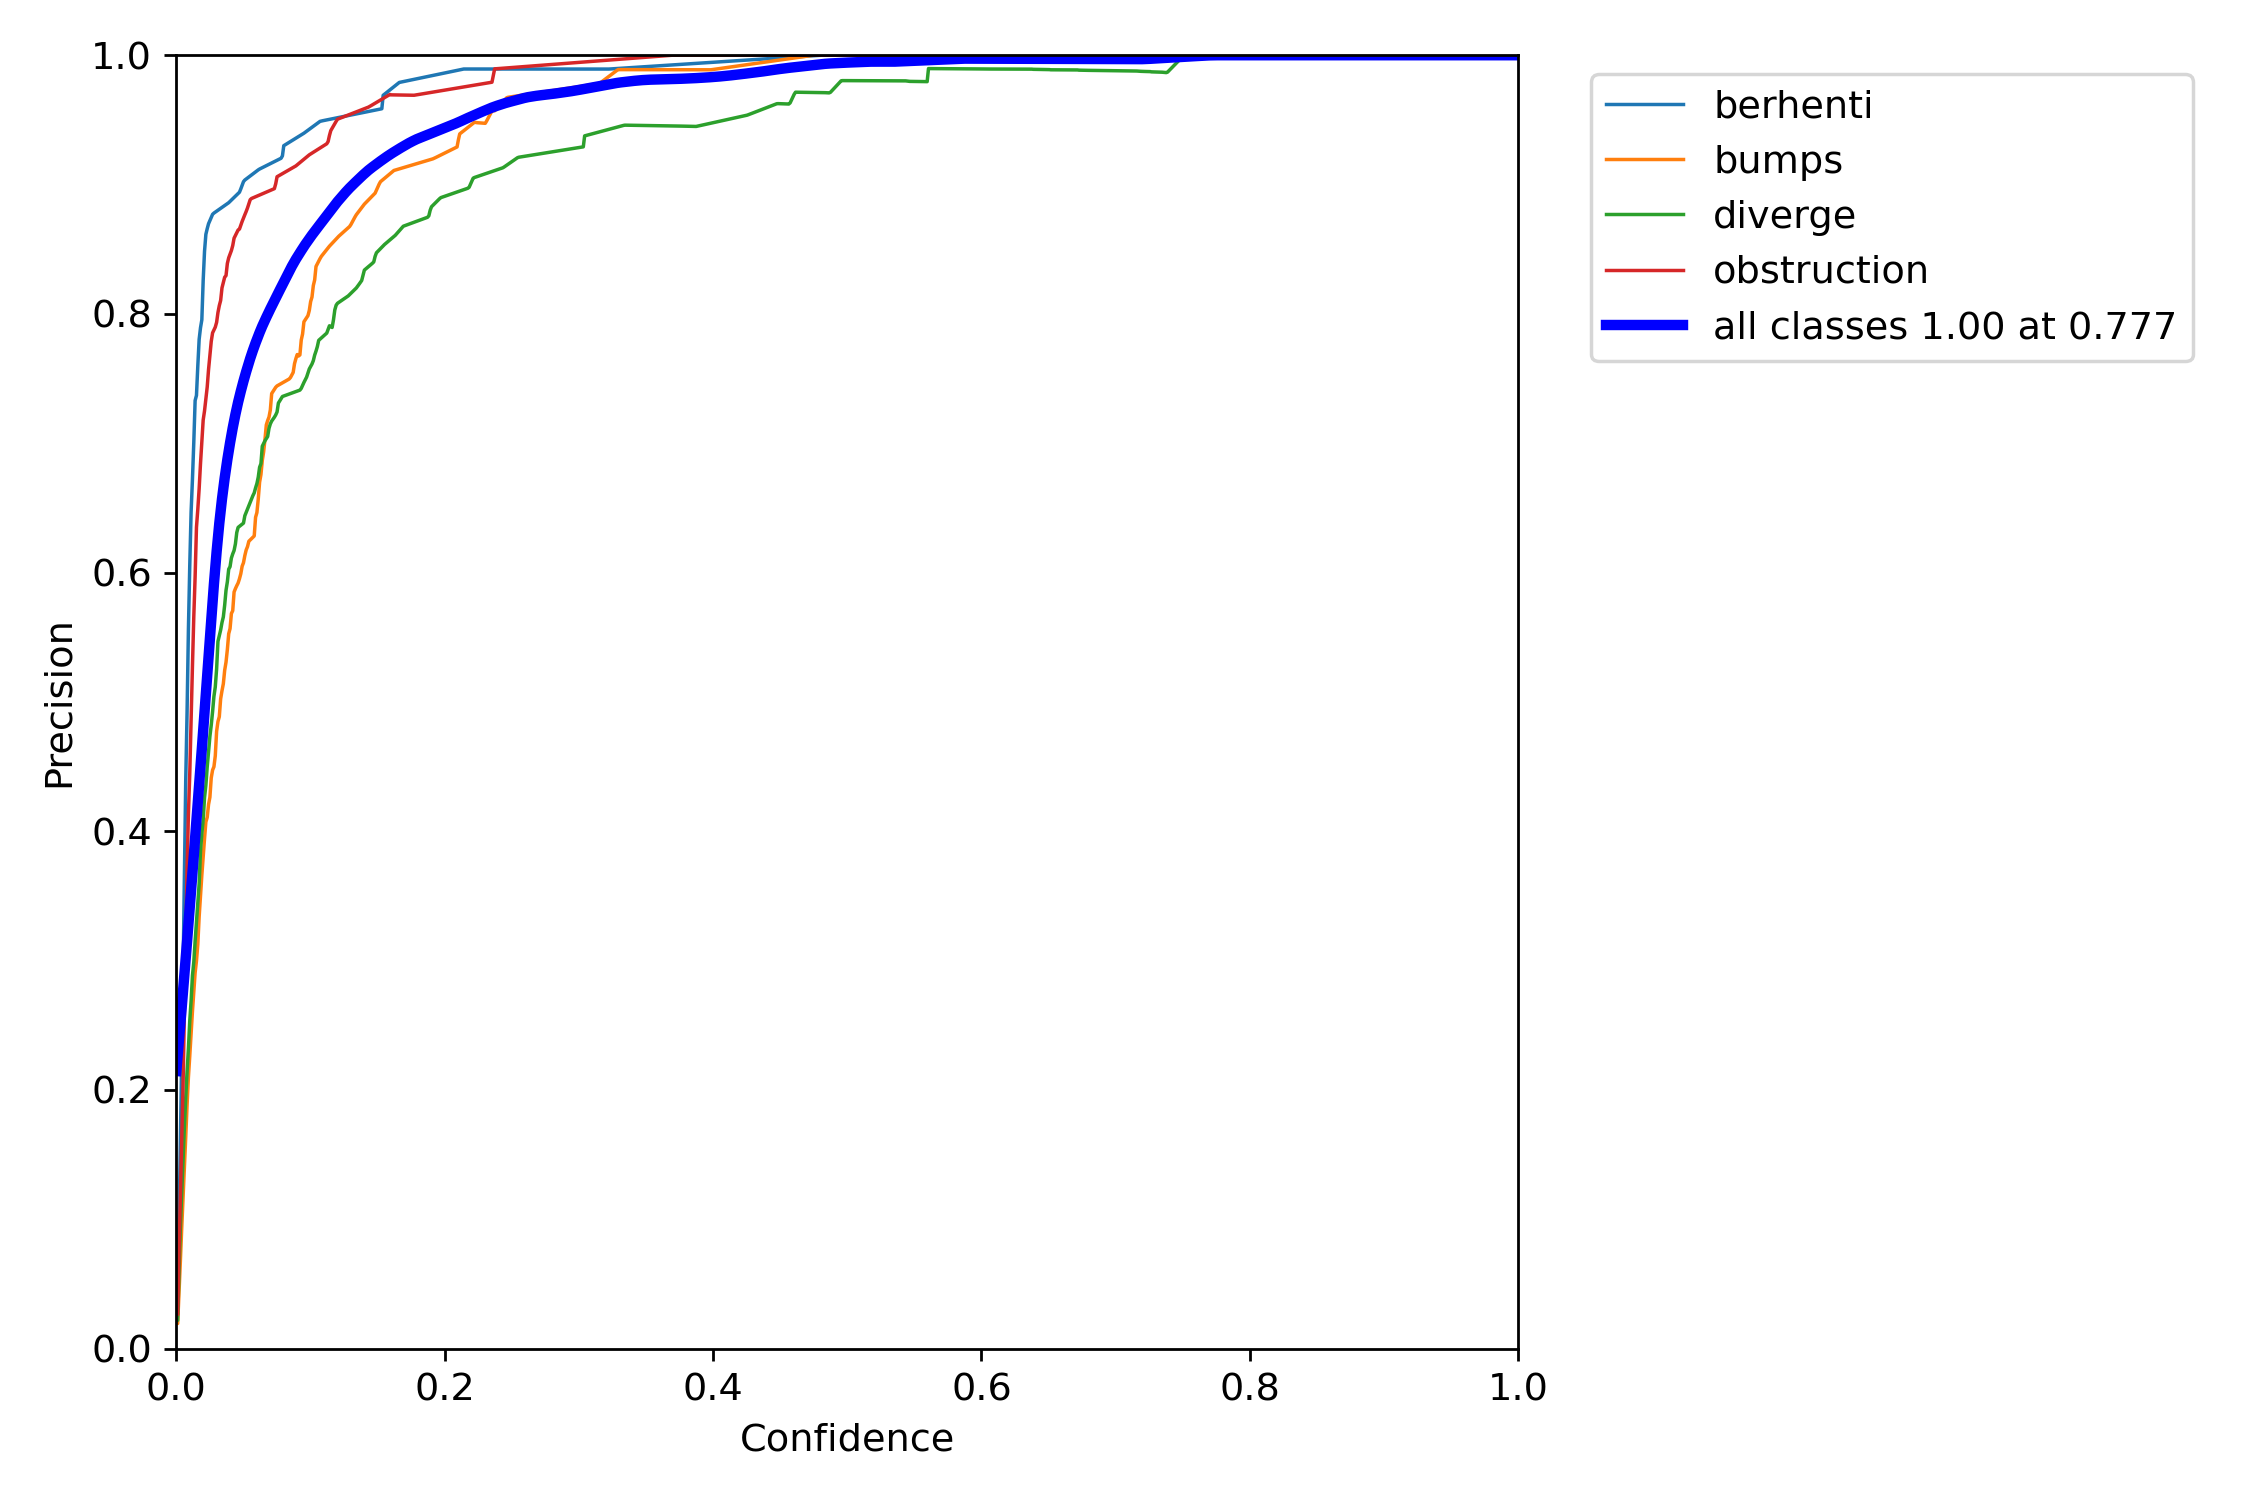 1.0
0.8
0.6
0.4
0.2
0.0
Precision
0.0 0.2 0.4 0.6 0.8 1.0
Confidence
berhenti
bumps
diverge
obstruction
all classes 1.00 at 0.777